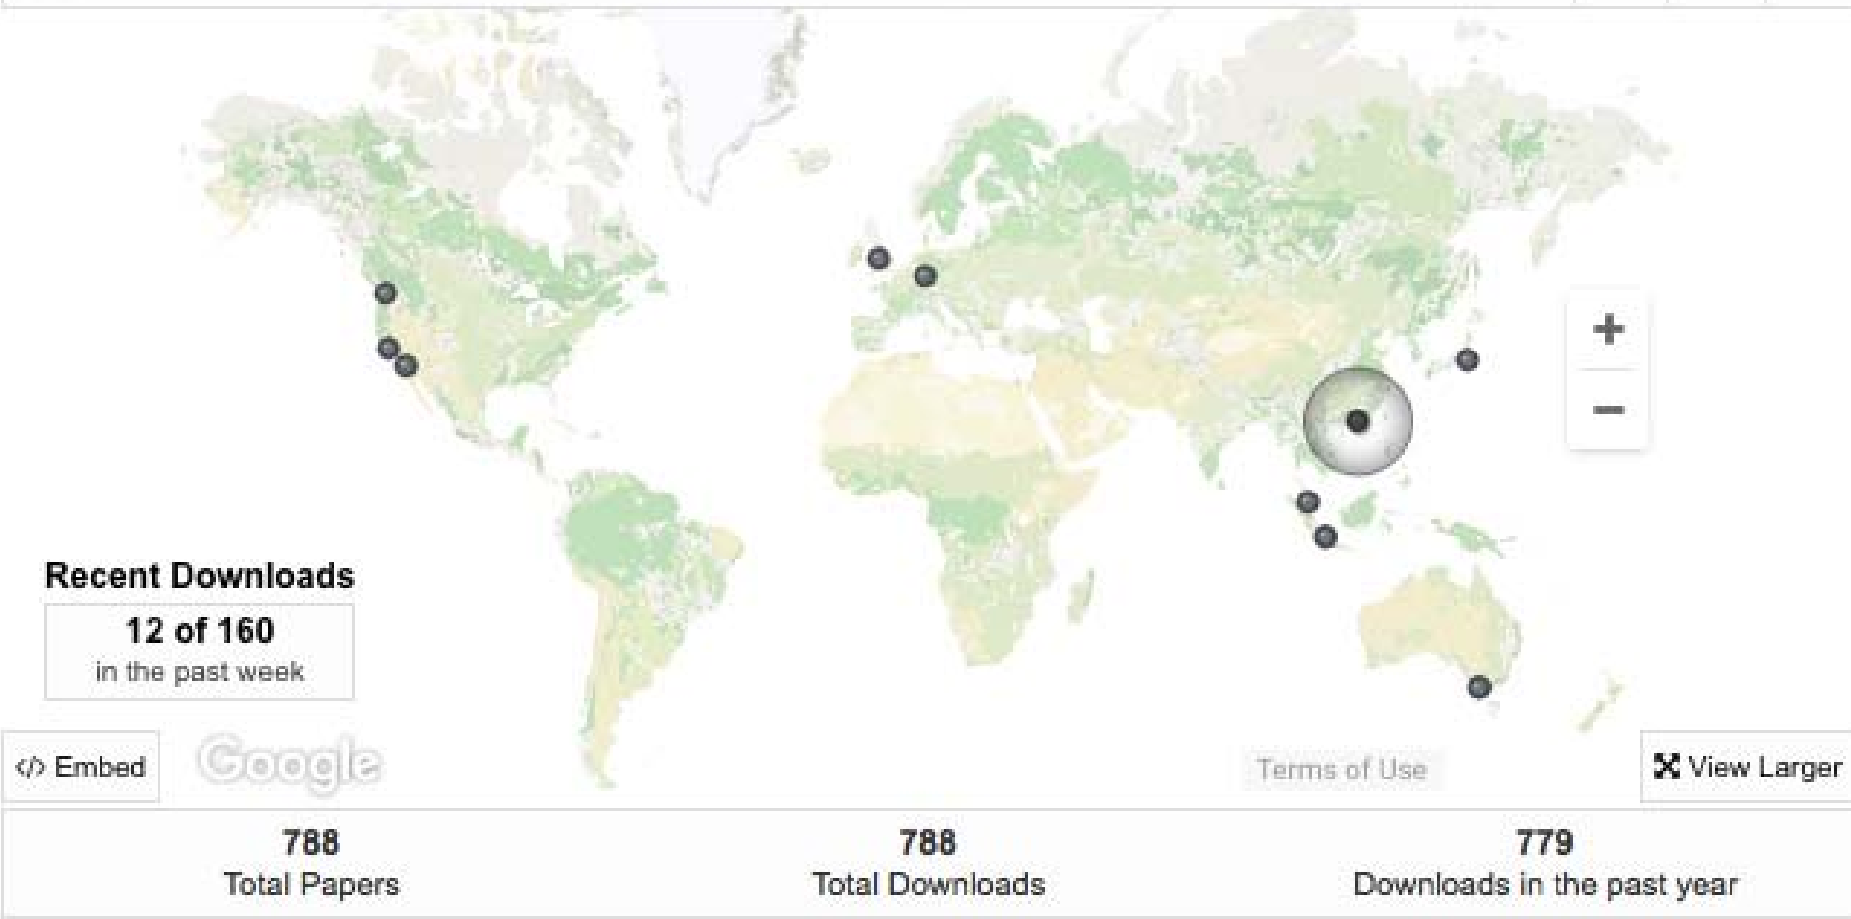 Recent Downloads
12 of 160
in the past week
</> Embed
Google
Terms of Use
View Larger
788
Total Papers
788
Total Downloads
779
Downloads in the past year